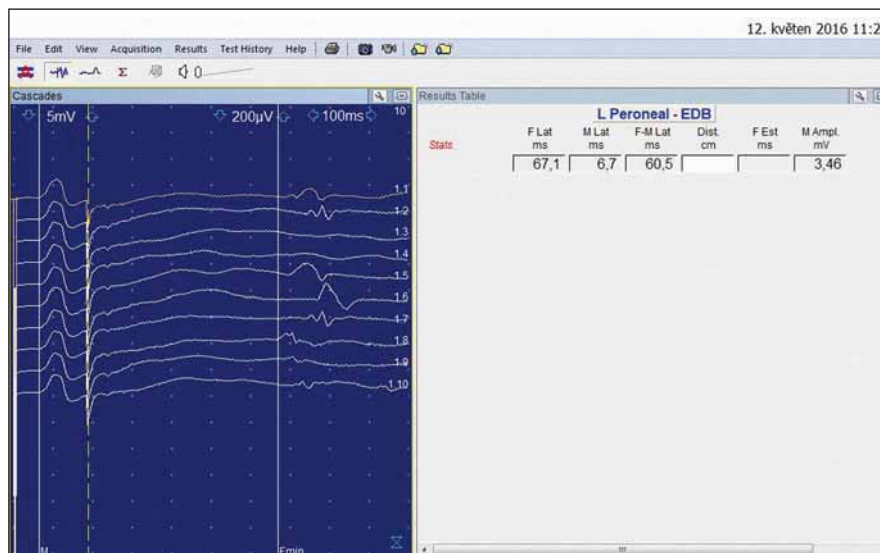 12. květen 2016 11:2
File Edit View Acquisition Results Test History Help
Σ 0
Cascades
Results Table
5mV 200µV 100ms 10
L Peroneal - EDB
F Lat M Lat F-M Lat Dist. F Est M Ampl.
Stats ms ms ms cm ms mV
67,1 6,7 60,5 3,46
1.1
1.2
1.3
1.4
1.5
1.6
1.7
1.8
1.9
1.10
M Fmin